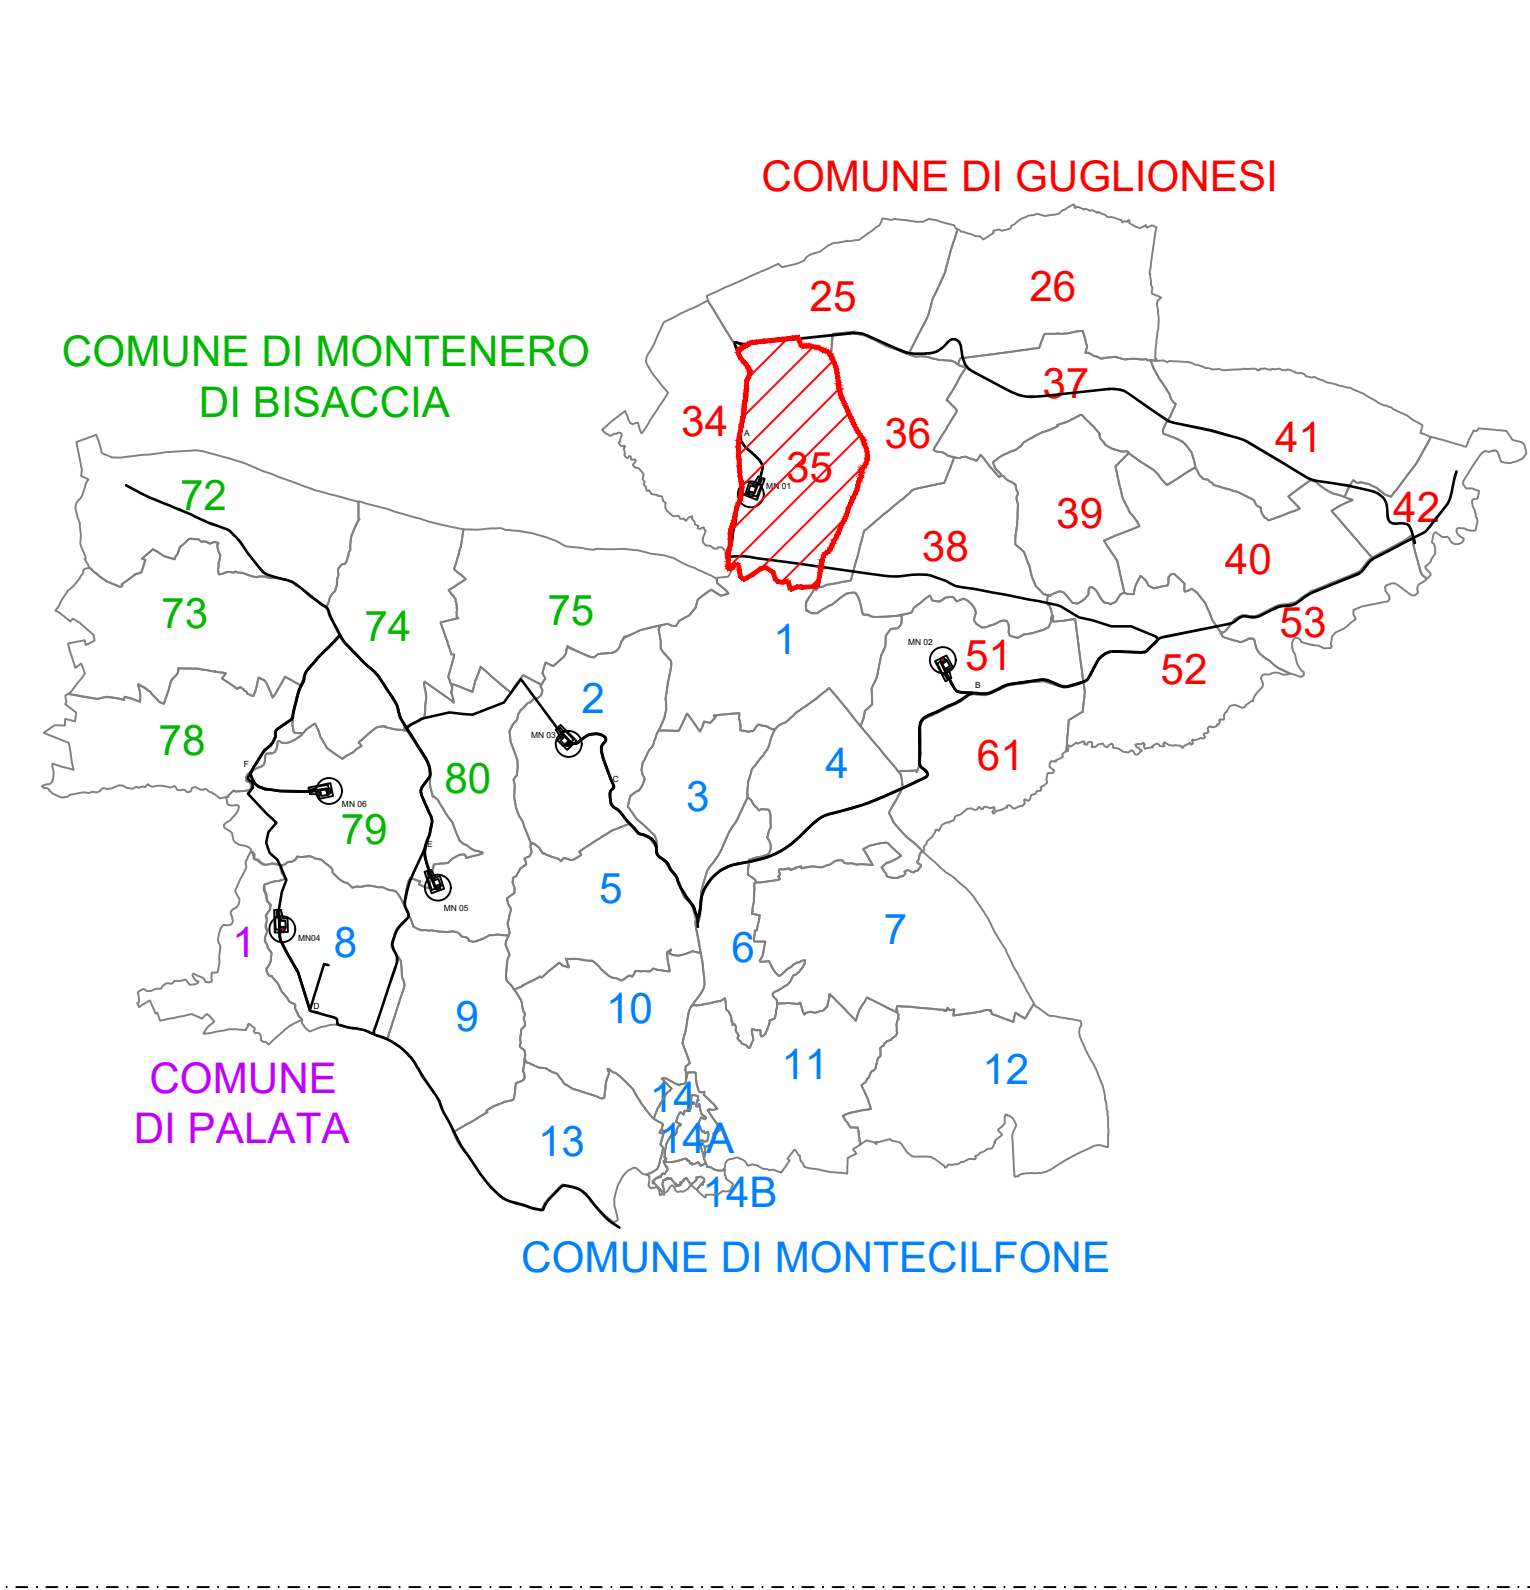 COMUNE DI GUGLIONESI
25
26
COMUNE DI MONTENERO
DI BISACCIA
34
35
36
37
41
A
MN 01
72
39
42
38
40
73
74
75
1
53
MN 02
51
52
B
2
78
MN 03
61
F
80
C
3
4
MN 06
79
E
5
MN 05
7
1
MN04
8
6
D
9
10
11
12
COMUNE
DI PALATA
14
13
14A
14B
COMUNE DI MONTECILFONE